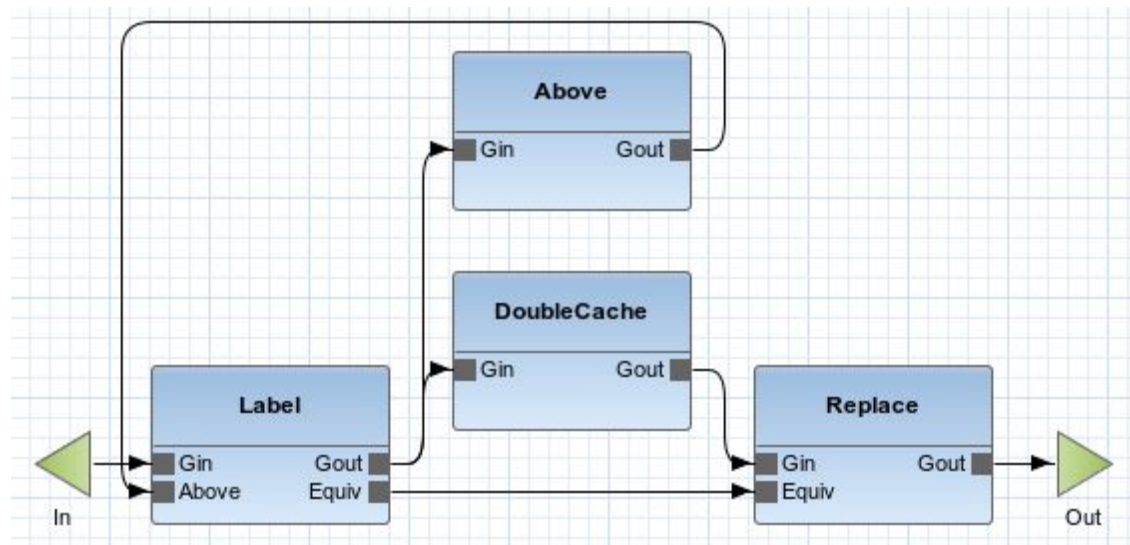 Above
Gin Gout
DoubleCache
Gin Gout
Label
Gin Gout
Above Equiv
Replace
Gin Gout
Equiv
In
Out